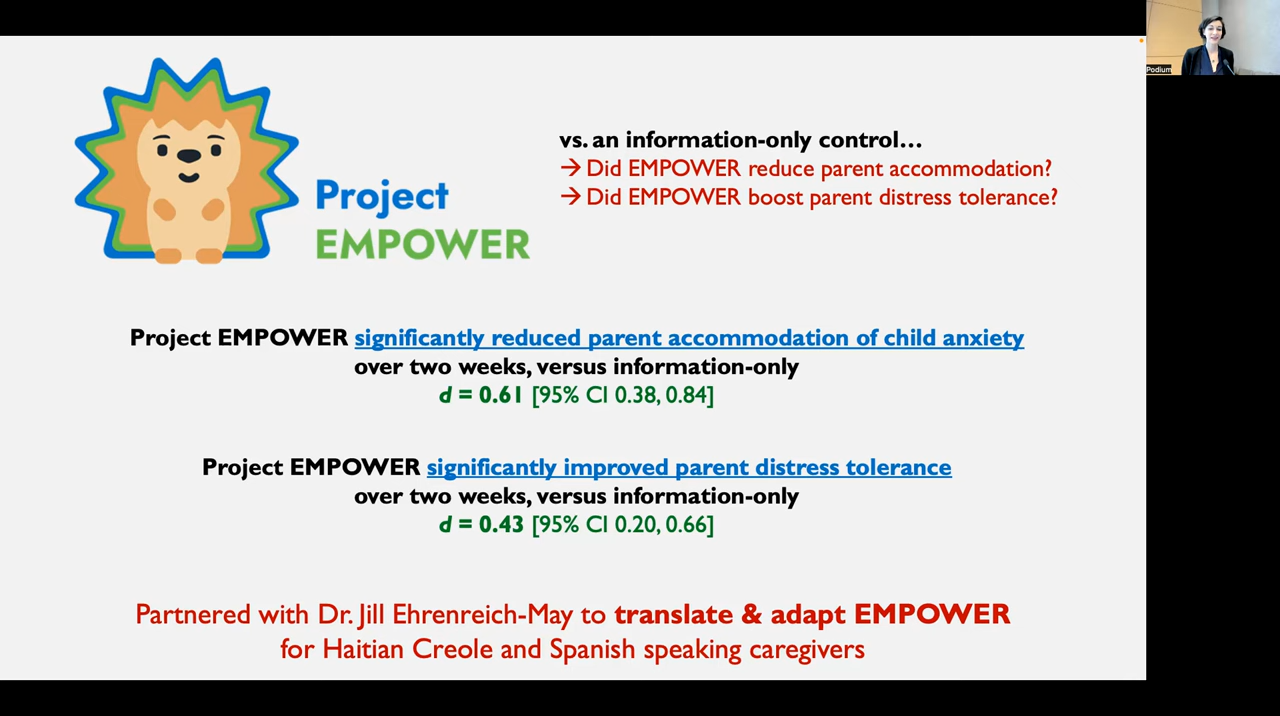 Project
EMPOWER
vs. an information-only control…
→ Did EMPOWER reduce parent accommodation?
→ Did EMPOWER boost parent distress tolerance?
Project EMPOWER significantly reduced parent accommodation of child anxiety
over two weeks, versus information-only
d = 0.61 [95% CI 0.38, 0.84]
Project EMPOWER significantly improved parent distress tolerance
over two weeks, versus information-only
d = 0.43 [95% CI 0.20, 0.66]
Partnered with Dr. Jill Ehrenreich-May to translate & adapt EMPOWER
for Haitian Creole and Spanish speaking caregivers
Podium